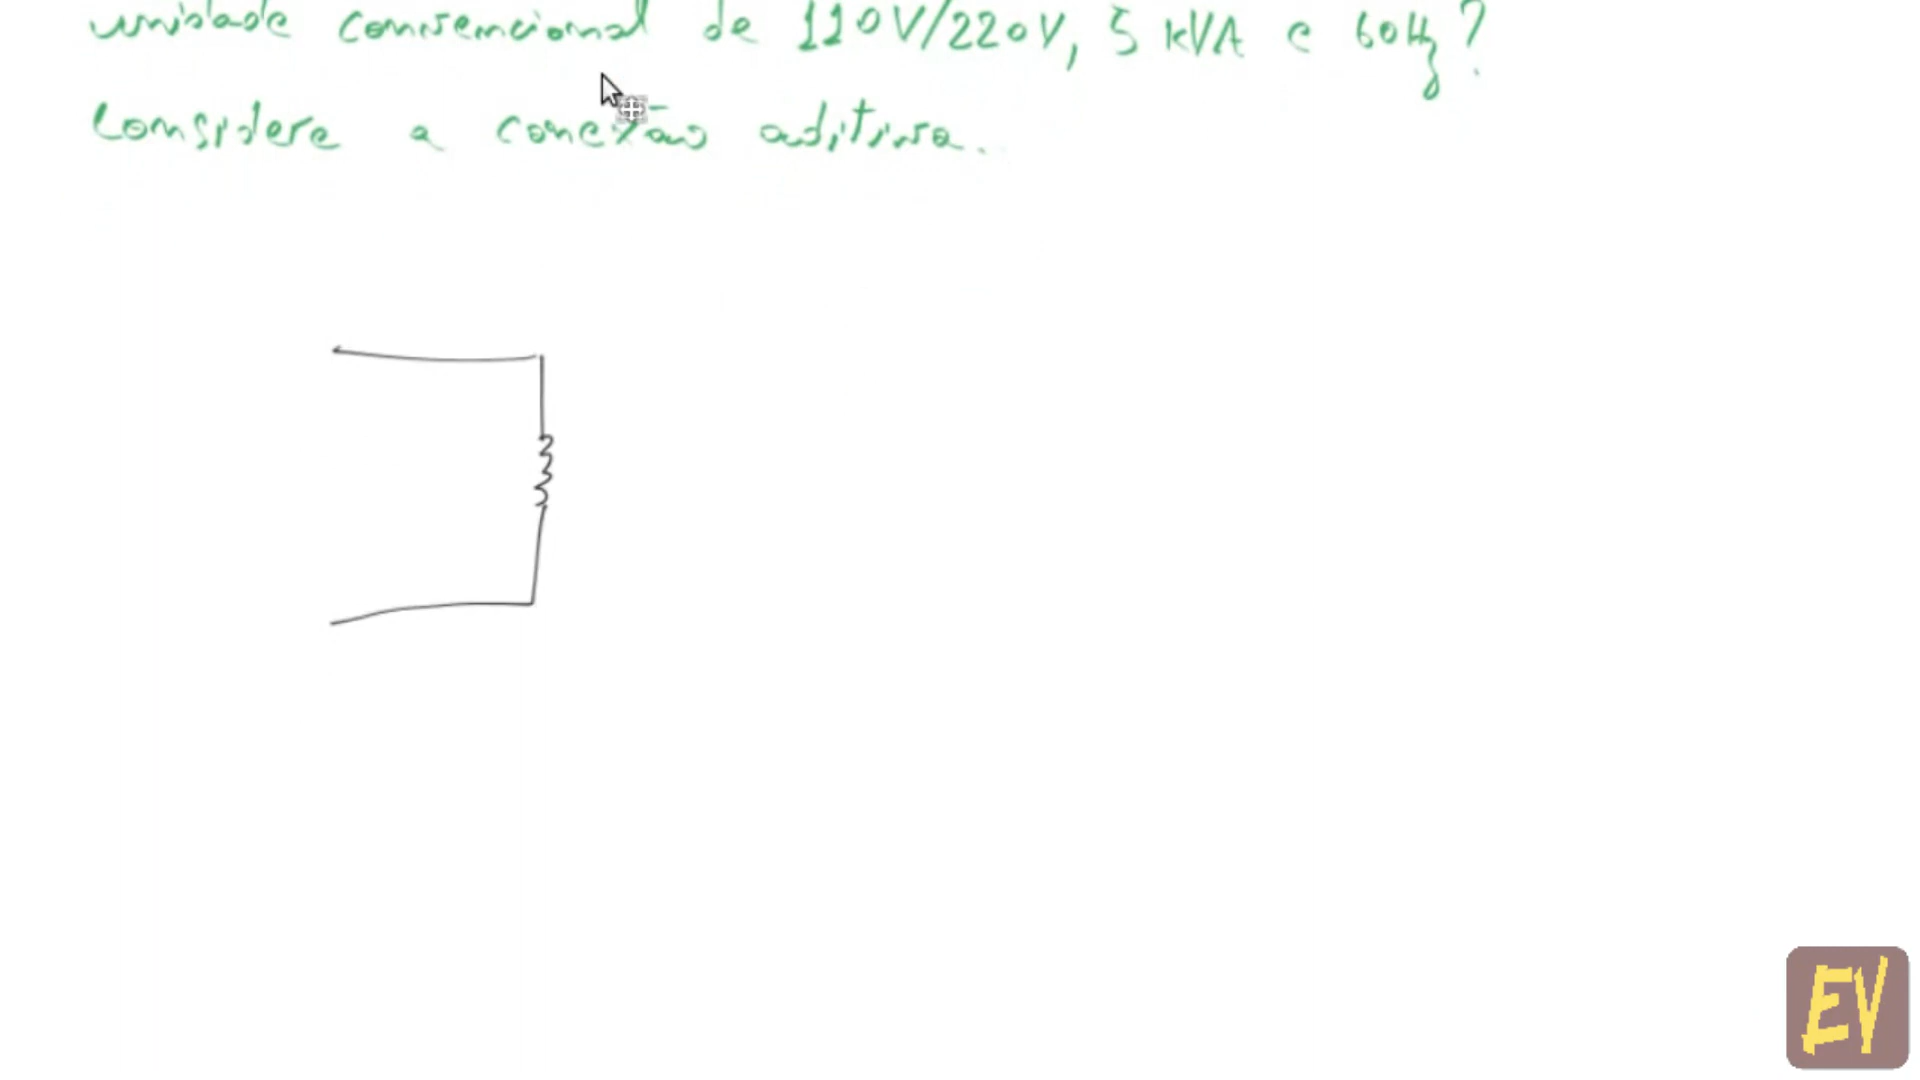 unidade convencional de 110V/220V, 5 kVA e 60Hz?
Considere a conexão aditiva.
EV